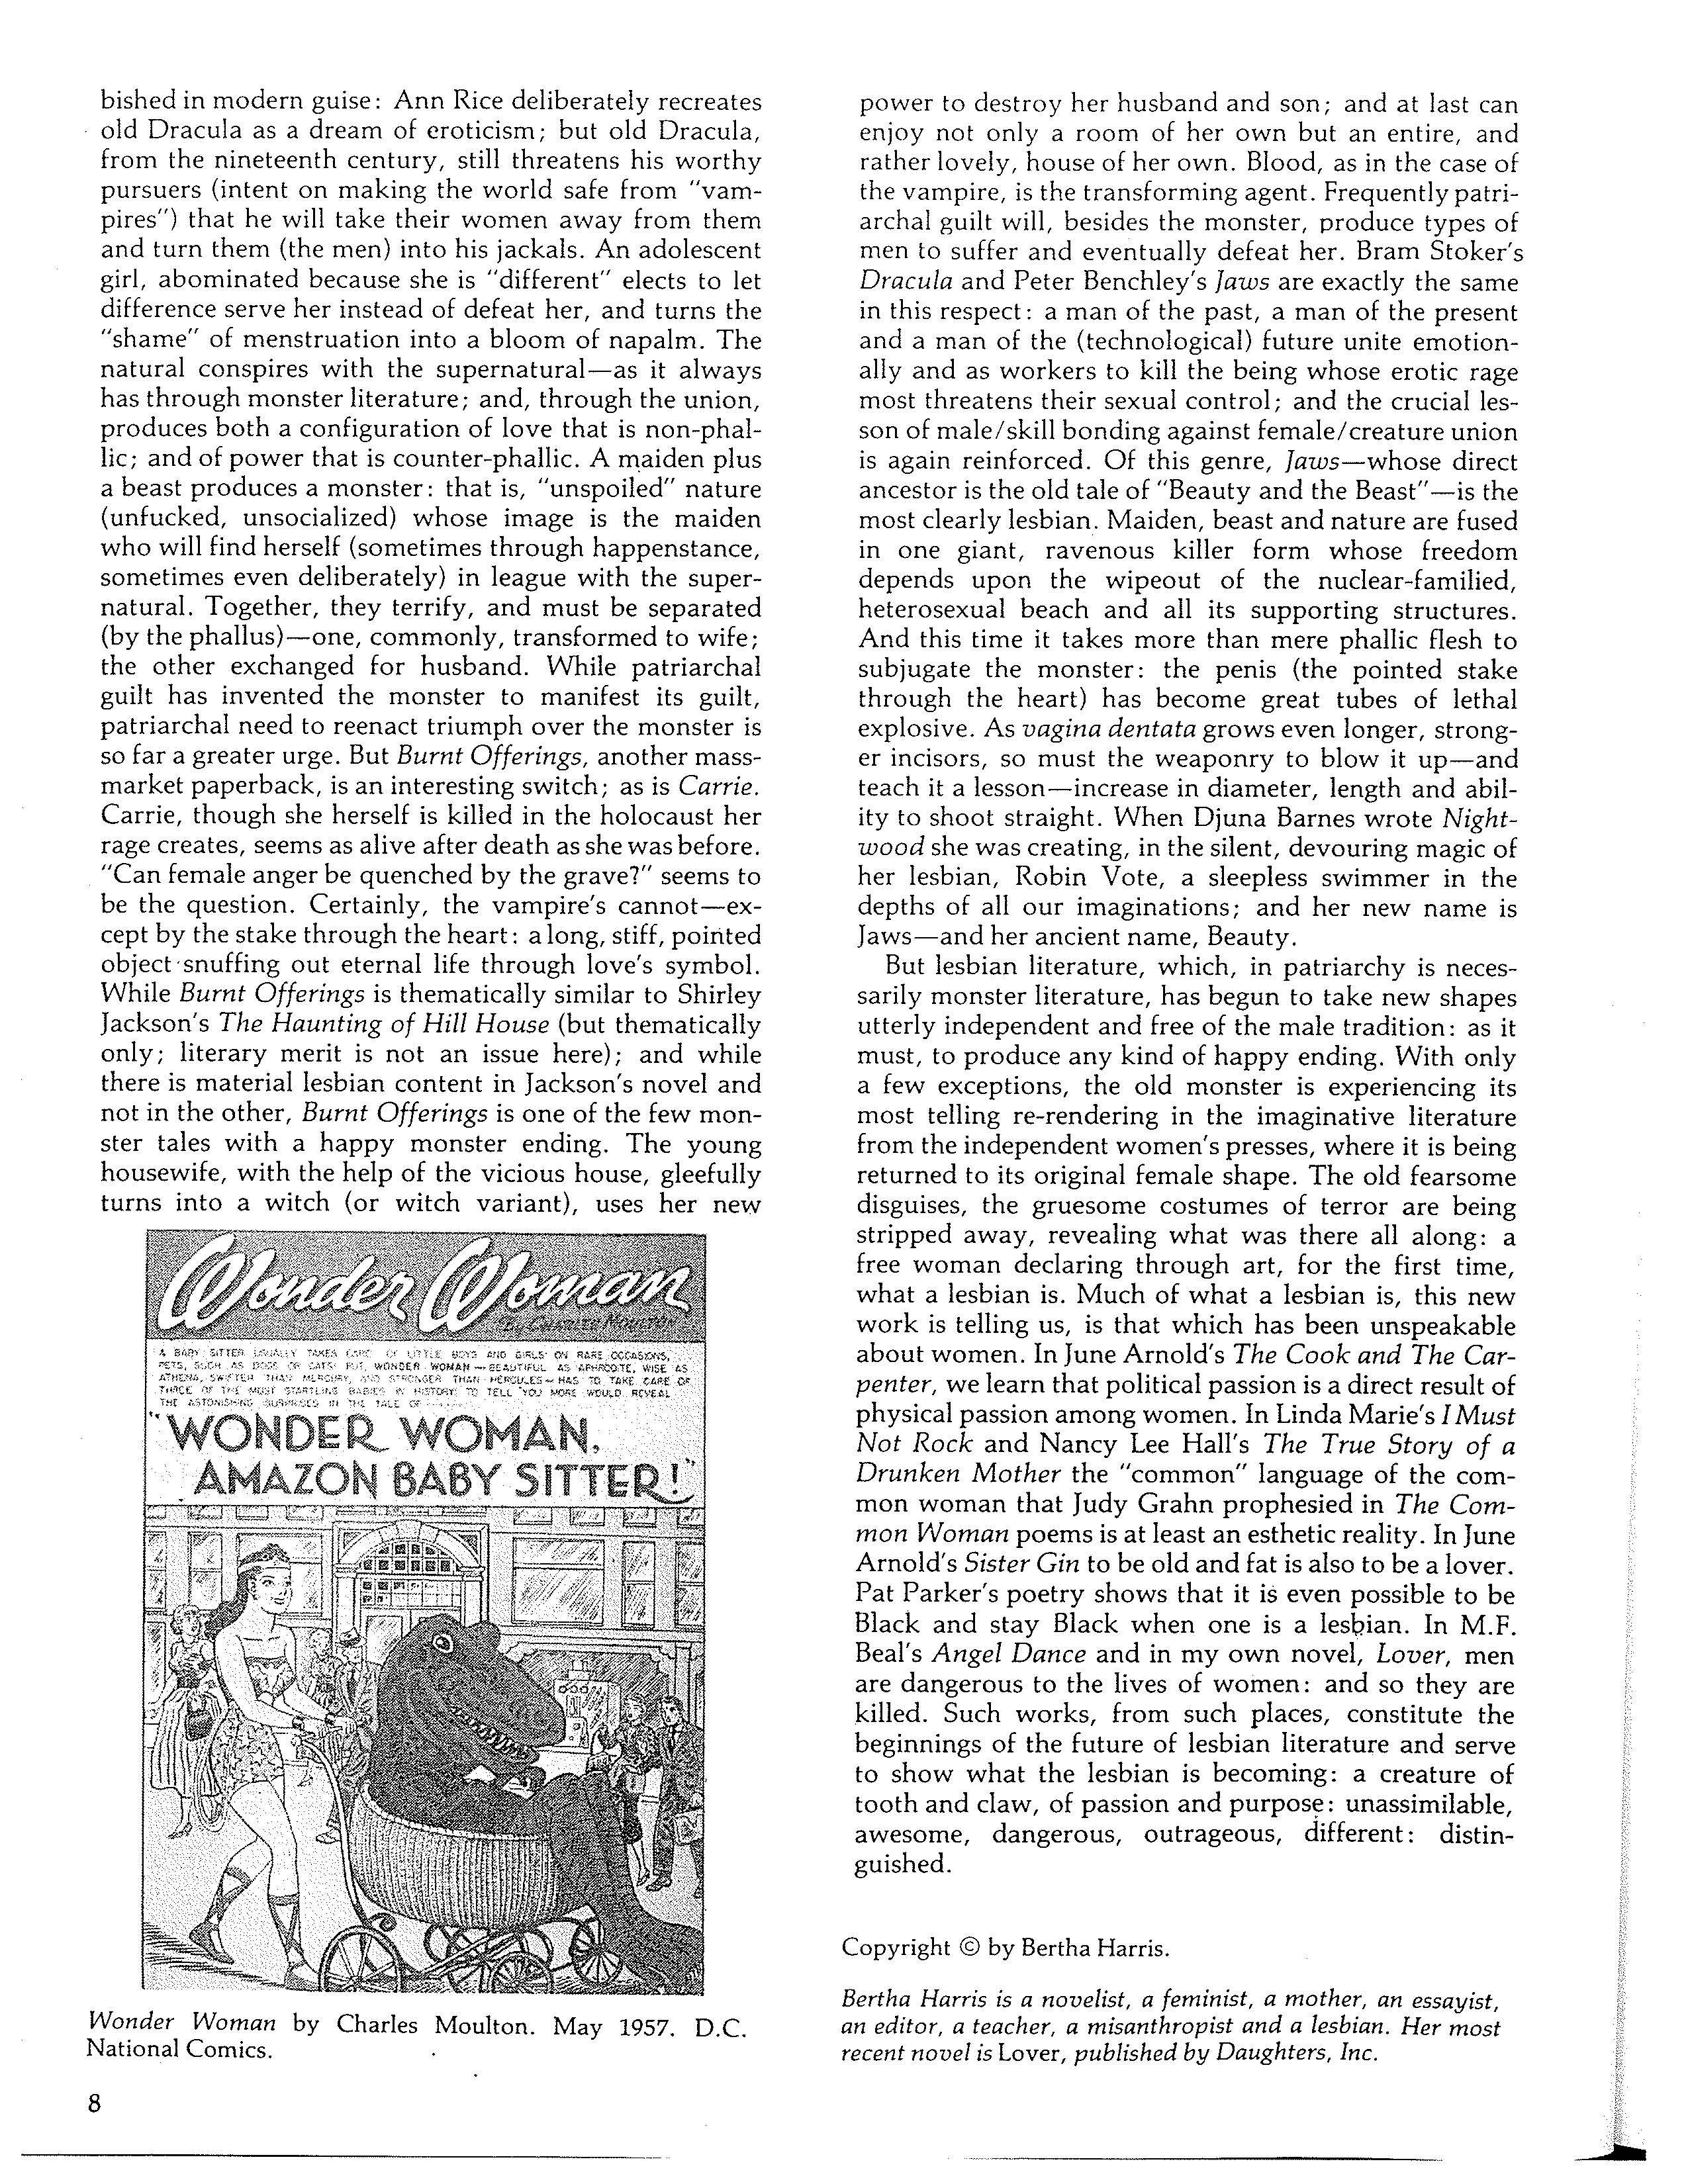 bished in modern guise: Ann Rice deliberately recreates
old Dracula as a dream of eroticism; but old Dracula,
from the nineteenth century, still threatens his worthy
pursuers (intent on making the world safe from "vam-
pires") that he will take their women away from them
and turn them (the men) into his jackals. An adolescent
girl, abominated because she is "different" elects to let
difference serve her instead of defeat her, and turns the
"shame" of menstruation into a bloom of napalm. The
natural conspires with the supernatural—as it always
has through monster literature; and, through the union,
produces both a configuration of love that is non-phal-
lic; and of power that is counter-phallic. A maiden plus
a beast produces a monster: that is, "unspoiled" nature
(unfucked, unsocialized) whose image is the maiden
who will find herself (sometimes through happenstance,
sometimes even deliberately) in league with the super-
natural. Together, they terrify, and must be separated
(by the phallus)—one, commonly, transformed to wife;
the other exchanged for husband. While patriarchal
guilt has invented the monster to manifest its guilt,
patriarchal need to reenact triumph over the monster is
so far a greater urge. But Burnt Offerings, another mass-
market paperback, is an interesting switch; as is Carrie.
Carrie, though she herself is killed in the holocaust her
rage creates, seems as alive after death as she was before.
"Can female anger be quenched by the grave?" seems to
be the question. Certainly, the vampire's cannot—ex-
cept by the stake through the heart: a long, stiff, pointed
object snuffing out eternal life through love's symbol.
While Burnt Offerings is thematically similar to Shirley
Jackson's The Haunting of Hill House (but thematically
only; literary merit is not an issue here); and while
there is material lesbian content in Jackson's novel and
not in the other, Burnt Offerings is one of the few mon-
ster tales with a happy monster ending. The young
housewife, with the help of the vicious house, gleefully
turns into a witch (or witch variant), uses her new
Wonder Woman
By Charles Moulton
A BABY SITTER USUALLY TAKES CARE OF LITTLE BOYS AND GIRLS OR ON RARE OCCASIONS,
PETS, SUCH AS DOGS OR CATS! BUT, WONDER WOMAN — BEAUTIFUL AS APHRODITE, WISE AS
ATHENA, SWIFTER THAN MERCURY, AND STRONGER THAN HERCULES — HAS TO TAKE CARE OF
THREE OF THE MOST STARTLING BABIES IN HISTORY! TO TELL YOU MORE WOULD REVEAL
THE ASTONISHING SURPRISES IN THE TALE OF
"WONDER WOMAN,
AMAZON BABY SITTER!"
Wonder Woman by Charles Moulton. May 1957. D.C.
National Comics.
8
power to destroy her husband and son; and at last can
enjoy not only a room of her own but an entire, and
rather lovely, house of her own. Blood, as in the case of
the vampire, is the transforming agent. Frequently patri-
archal guilt will, besides the monster, produce types of
men to suffer and eventually defeat her. Bram Stoker's
Dracula and Peter Benchley's Jaws are exactly the same
in this respect: a man of the past, a man of the present
and a man of the (technological) future unite emotion-
ally and as workers to kill the being whose erotic rage
most threatens their sexual control; and the crucial les-
son of male/skill bonding against female/creature union
is again reinforced. Of this genre, Jaws—whose direct
ancestor is the old tale of "Beauty and the Beast"—is the
most clearly lesbian. Maiden, beast and nature are fused
in one giant, ravenous killer form whose freedom
depends upon the wipeout of the nuclear-familied,
heterosexual beach and all its supporting structures.
And this time it takes more than mere phallic flesh to
subjugate the monster: the penis (the pointed stake
through the heart) has become great tubes of lethal
explosive. As vagina dentata grows even longer, strong-
er incisors, so must the weaponry to blow it up—and
teach it a lesson—increase in diameter, length and abil-
ity to shoot straight. When Djuna Barnes wrote Night-
wood she was creating, in the silent, devouring magic of
her lesbian, Robin Vote, a sleepless swimmer in the
depths of all our imaginations; and her new name is
Jaws—and her ancient name, Beauty.
But lesbian literature, which, in patriarchy is neces-
sarily monster literature, has begun to take new shapes
utterly independent and free of the male tradition: as it
must, to produce any kind of happy ending. With only
a few exceptions, the old monster is experiencing its
most telling re-rendering in the imaginative literature
from the independent women's presses, where it is being
returned to its original female shape. The old fearsome
disguises, the gruesome costumes of terror are being
stripped away, revealing what was there all along: a
free woman declaring through art, for the first time,
what a lesbian is. Much of what a lesbian is, this new
work is telling us, is that which has been unspeakable
about women. In June Arnold's The Cook and The Car-
penter, we learn that political passion is a direct result of
physical passion among women. In Linda Marie's I Must
Not Rock and Nancy Lee Hall's The True Story of a
Drunken Mother the "common" language of the com-
mon woman that Judy Grahn prophesied in The Com-
mon Woman poems is at least an esthetic reality. In June
Arnold's Sister Gin to be old and fat is also to be a lover.
Pat Parker's poetry shows that it is even possible to be
Black and stay Black when one is a lesbian. In M.F.
Beal's Angel Dance and in my own novel, Lover, men
are dangerous to the lives of women: and so they are
killed. Such works, from such places, constitute the
beginnings of the future of lesbian literature and serve
to show what the lesbian is becoming: a creature of
tooth and claw, of passion and purpose: unassimilable,
awesome, dangerous, outrageous, different: distin-
guished.
Copyright © by Bertha Harris.
Bertha Harris is a novelist, a feminist, a mother, an essayist,
an editor, a teacher, a misanthropist and a lesbian. Her most
recent novel is Lover, published by Daughters, Inc.